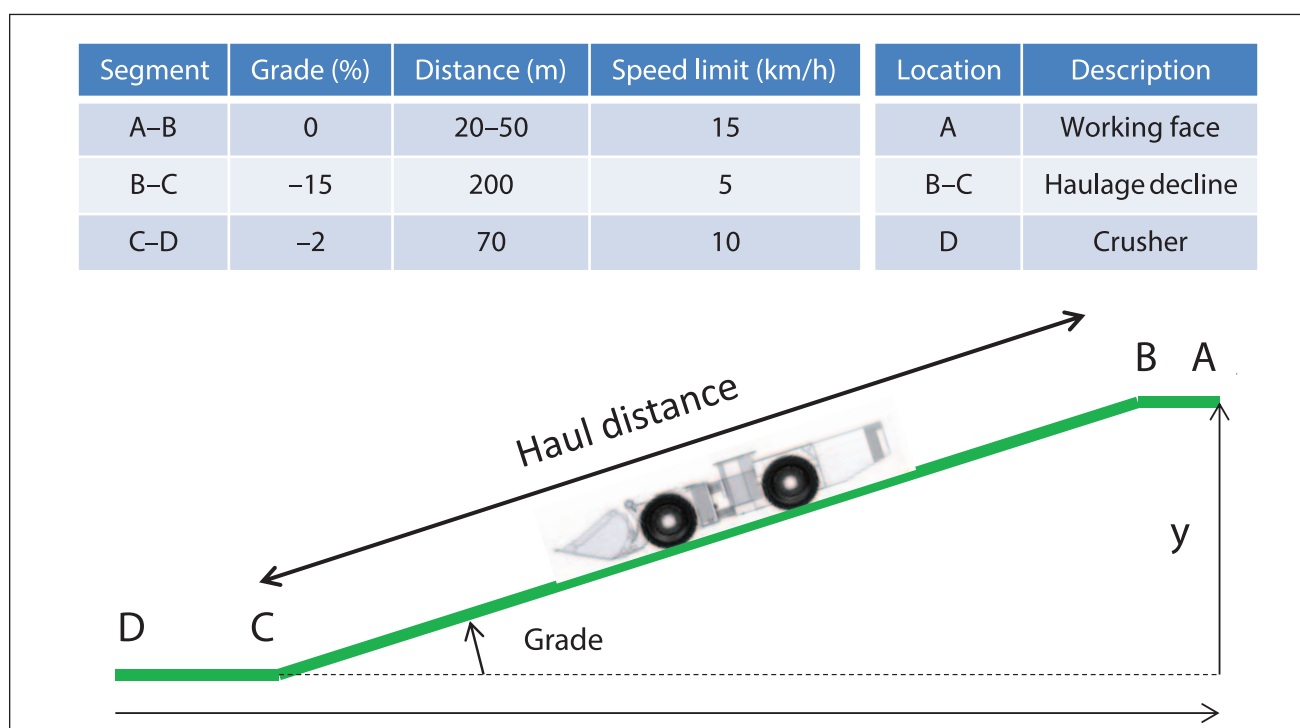 Segment Grade (%) Distance (m) Speed limit (km/h)
A–B 0 20–50 15
B–C –15 200 5
C–D –2 70 10
Location Description
A Working face
B–C Haulage decline
D Crusher
Haul distance
B A
y
D C
Grade